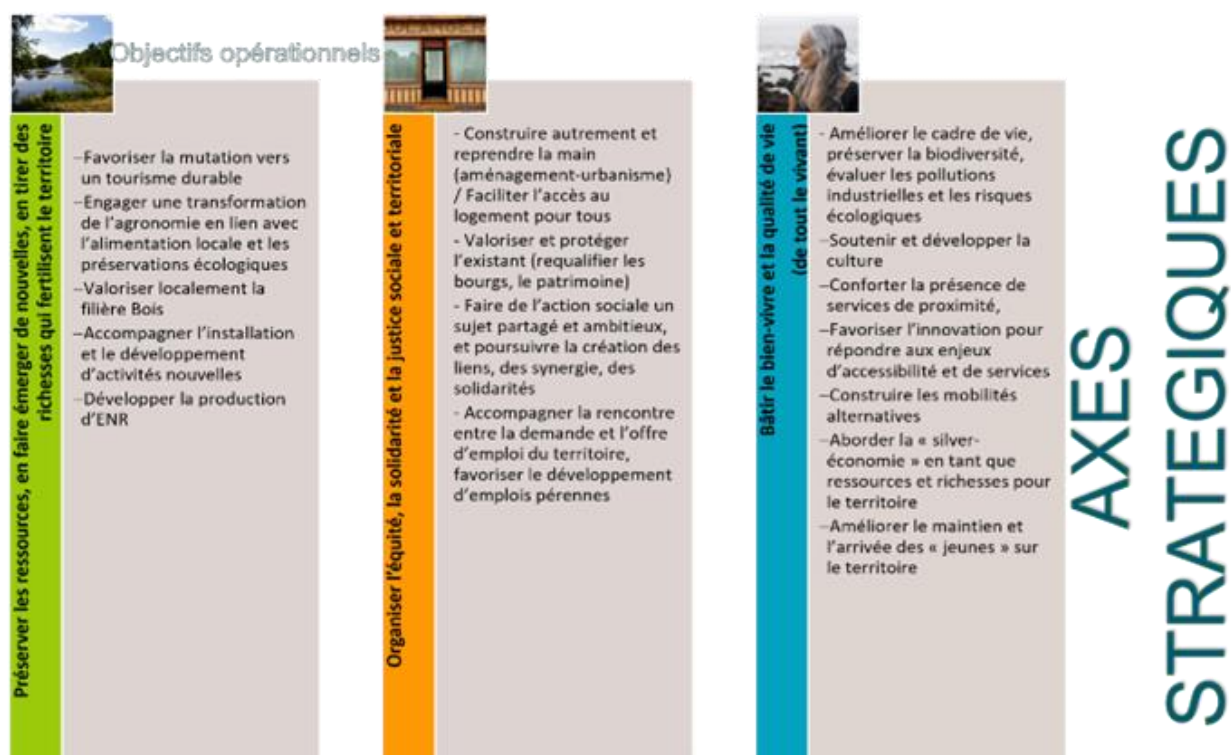 Objectifs opérationnels
Préserver les ressources, en faire émerger de nouvelles, en tirer des
richesses qui fertilisent le territoire
–Favoriser la mutation vers
un tourisme durable
–Engager une transformation
de l'agronomie en lien avec
l'alimentation locale et les
préservations écologiques
–Valoriser localement la
filière Bois
–Accompagner l'installation
et le développement
d'activités nouvelles
–Développer la production
d'ENR
Organiser l'équité, la solidarité et la justice sociale et territoriale
- Construire autrement et
reprendre la main
(aménagement-urbanisme)
/ Faciliter l'accès au
logement pour tous
- Valoriser et protéger
l'existant (requalifier les
bourgs, le patrimoine)
- Faire de l'action sociale un
sujet partagé et ambitieux,
et poursuivre la création des
liens, des synergie, des
solidarités
- Accompagner la rencontre
entre la demande et l'offre
d'emploi du territoire,
favoriser le développement
d'emplois pérennes
Bâtir le bien-vivre et la qualité de vie
(de tout le vivant)
- Améliorer le cadre de vie,
préserver la biodiversité,
évaluer les pollutions
industrielles et les risques
écologiques
–Soutenir et développer la
culture
–Conforter la présence de
services de proximité,
–Favoriser l'innovation pour
répondre aux enjeux
d'accessibilité et de services
–Construire les mobilités
alternatives
–Aborder la « silver-
économie » en tant que
ressources et richesses pour
le territoire
–Améliorer le maintien et
l'arrivée des « jeunes » sur
le territoire
AXES
STRATEGIQUES